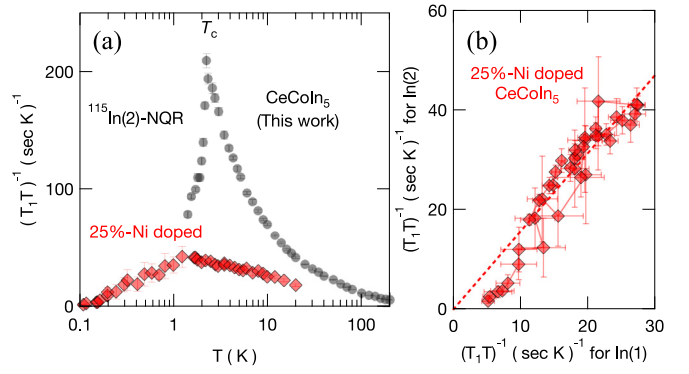 (a)
T_c
^115In(2)-NQR
CeCoIn_5
(This work)
25%-Ni doped
(T_1T)^-1 ( sec K )^-1
200
100
0
0.1
1
10
100
T ( K )
(b)
25%-Ni doped
CeCoIn_5
(T_1T)^-1 ( sec K )^-1 for In(2)
60
40
20
0
0
10
20
30
(T_1T)^-1 ( sec K )^-1 for In(1)